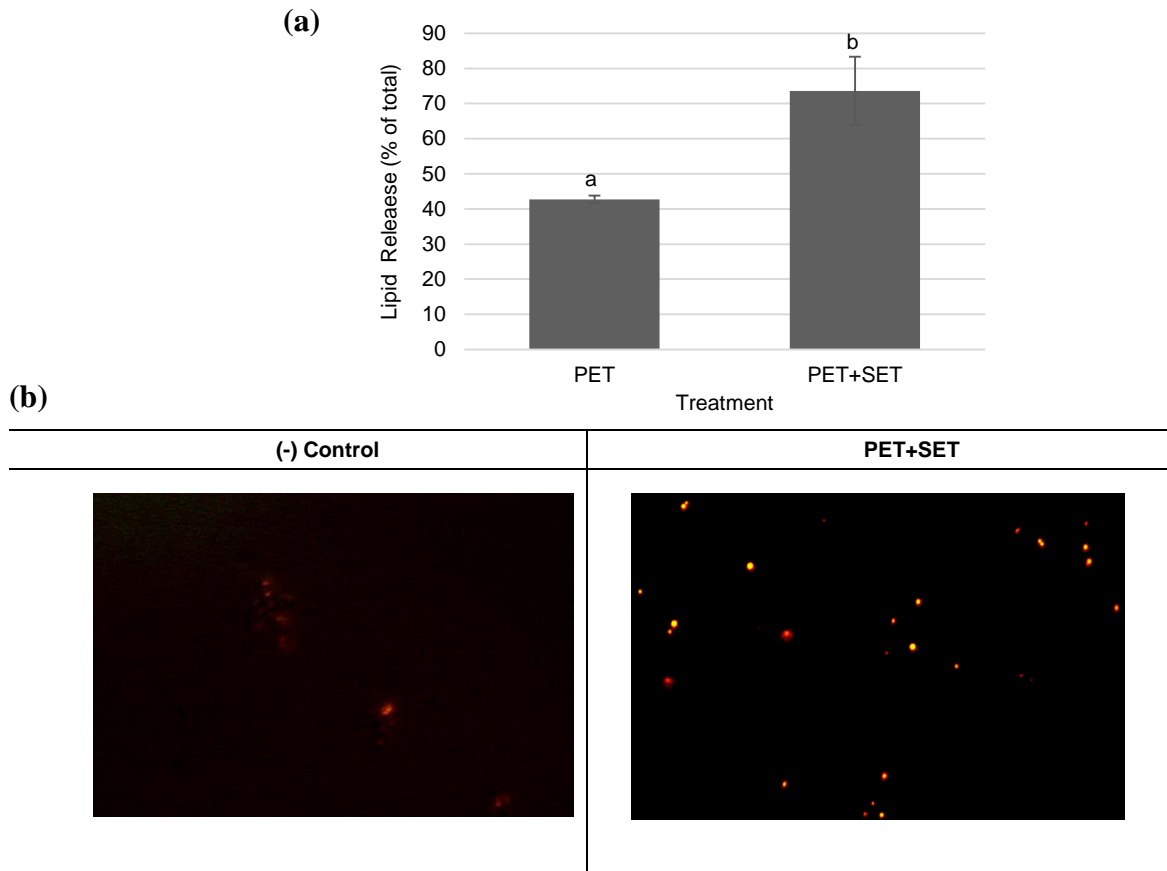 (a)
Lipid Releaese (% of total)
90
80
70
60
50
40
30
20
10
0
a
b
PET
PET+SET
Treatment
(b)
(-) Control
PET+SET